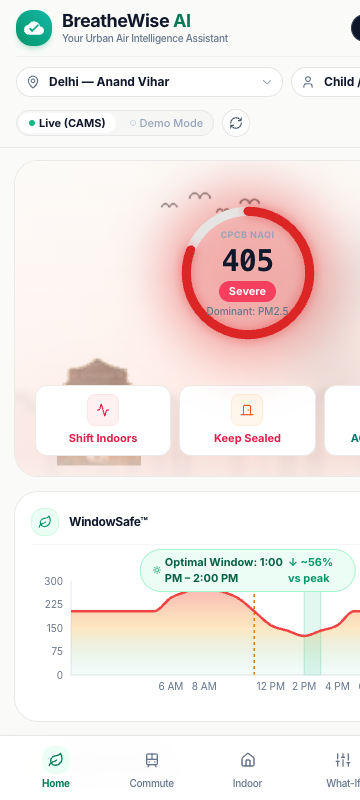 BreatheWise AI
Your Urban Air Intelligence Assistant
Delhi — Anand Vihar
Child /
Live (CAMS)
Demo Mode
CPCB NAQI
405
Severe
Dominant: PM2.5
Shift Indoors
Keep Sealed
WindowSafe™
Optimal Window: 1:00 PM – 2:00 PM
↓ ~56% vs peak
300
225
150
75
0
6 AM 8 AM 12 PM 2 PM 4 PM
Home
Commute
Indoor
What-If